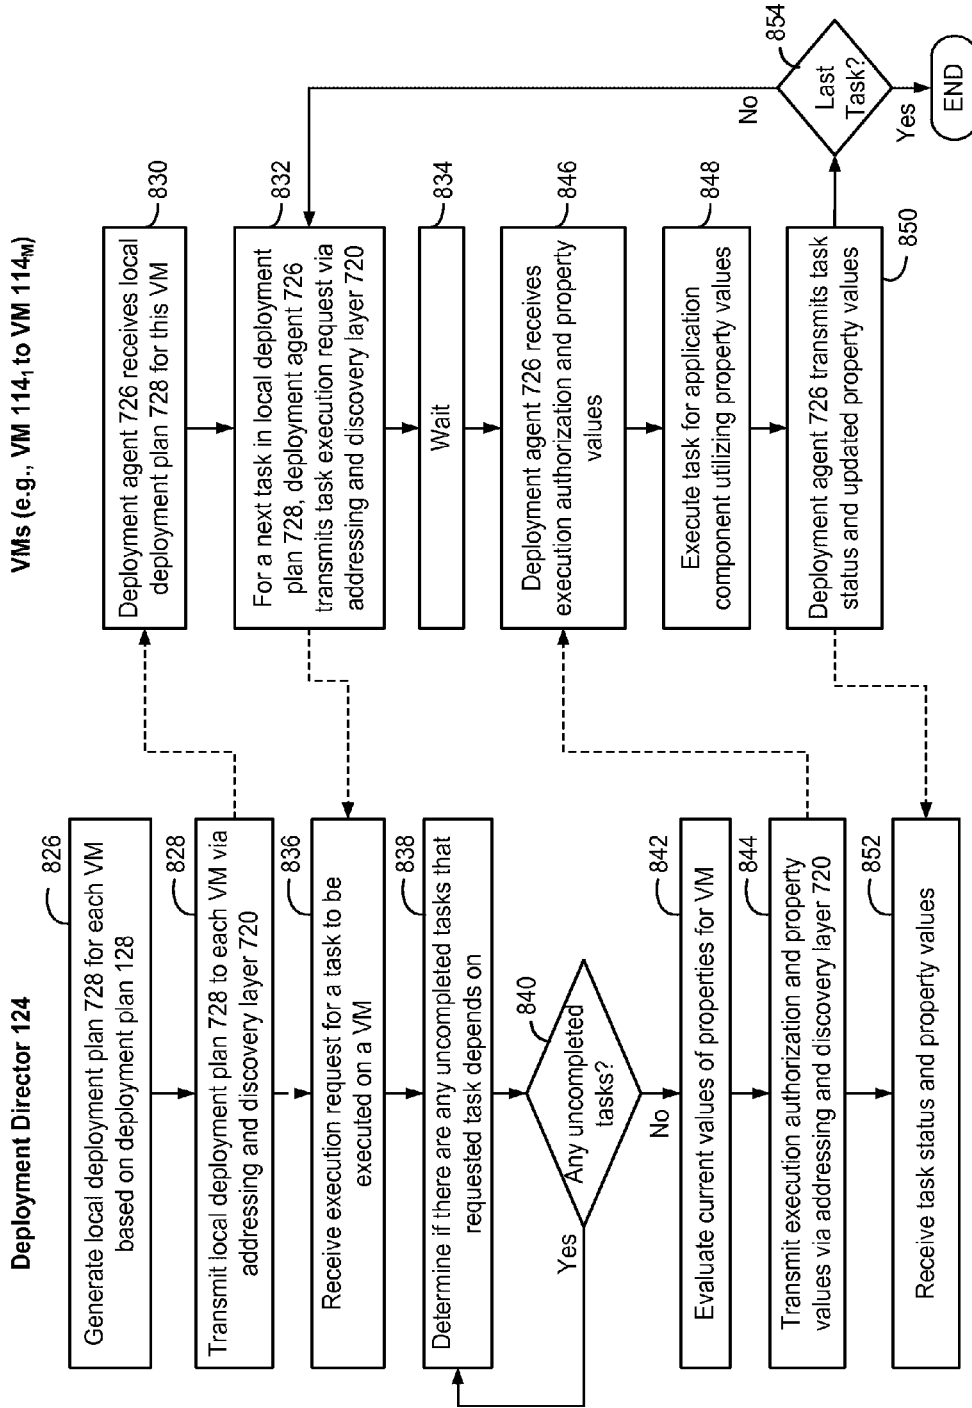 Deployment Director 124
826
Generate local deployment plan 728 for each VM
based on deployment plan 128
828
Transmit local deployment plan 728 to each VM via
addressing and discovery layer 720
836
Receive execution request for a task to be
executed on a VM
838
Determine if there are any uncompleted tasks that
requested task depends on
840
Any uncompleted
tasks?
Yes
No
842
Evaluate current values of properties for VM
844
Transmit execution authorization and property
values via addressing and discovery layer 720
852
Receive task status and property values
VMs (e.g., VM 114₁ to VM 114ₘ)
830
Deployment agent 726 receives local
deployment plan 728 for this VM
832
For a next task in local deployment
plan 728, deployment agent 726
transmits task execution request via
addressing and discovery layer 720
834
Wait
846
Deployment agent 726 receives
execution authorization and property
values
848
Execute task for application
component utilizing property values
850
Deployment agent 726 transmits task
status and updated property values
854
Last
Task?
No
Yes
END